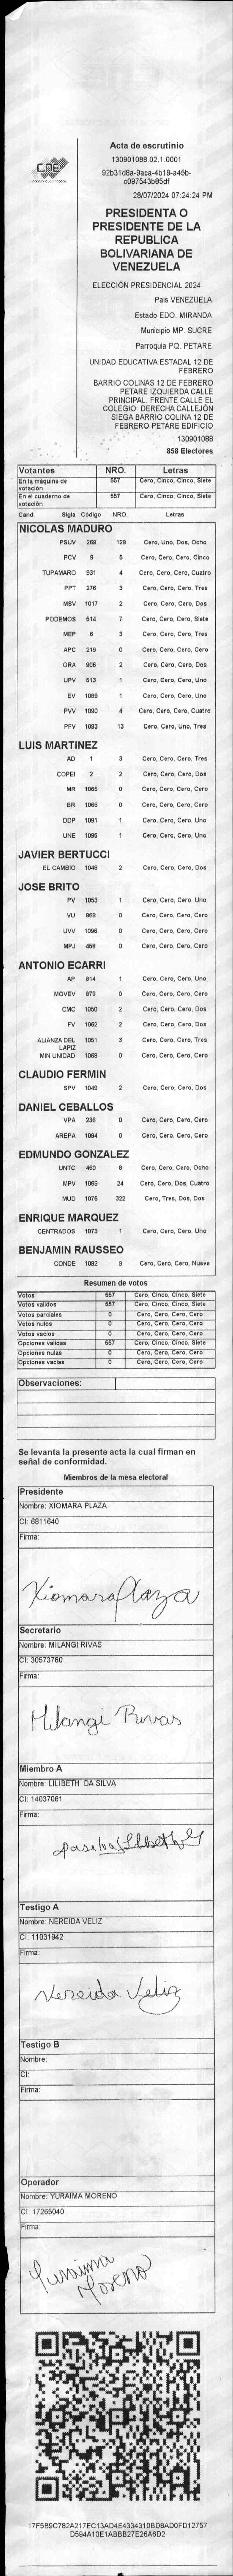 CNE
Acta de escrutinio
130901088.02.1.0001
92b31d8a-9aca-4b19-a45b-
c097543b85df
28/07/2024 07:24:24 PM
PRESIDENTA O
PRESIDENTE DE LA
REPUBLICA
BOLIVARIANA DE
VENEZUELA
ELECCIÓN PRESIDENCIAL 2024
País VENEZUELA
Estado EDO. MIRANDA
Municipio MP. SUCRE
Parroquia PQ. PETARE
UNIDAD EDUCATIVA ESTADAL 12 DE
FEBRERO
BARRIO COLINAS 12 DE FEBRERO
PETARE IZQUIERDA CALLE
PRINCIPAL. FRENTE CALLE EL
COLEGIO. DERECHA CALLEJÓN
SIEGA BARRIO COLINA 12 DE
FEBRERO PETARE EDIFICIO
130901088
858 Electores
Votantes NRO. Letras
En la máquina de votación 557 Cero, Cinco, Cinco, Siete
En el cuaderno de votación 557 Cero, Cinco, Cinco, Siete
Cand. Sigla Código NRO. Letras
NICOLAS MADURO
PSUV 269 128 Cero, Uno, Dos, Ocho
PCV 9 5 Cero, Cero, Cero, Cinco
TUPAMARO 931 4 Cero, Cero, Cero, Cuatro
PPT 276 3 Cero, Cero, Cero, Tres
MSV 1017 2 Cero, Cero, Cero, Dos
PODEMOS 514 7 Cero, Cero, Cero, Siete
MEP 6 3 Cero, Cero, Cero, Tres
APC 219 0 Cero, Cero, Cero, Cero
ORA 906 2 Cero, Cero, Cero, Dos
UPV 513 1 Cero, Cero, Cero, Uno
EV 1089 1 Cero, Cero, Cero, Uno
PVV 1090 4 Cero, Cero, Cero, Cuatro
PFV 1093 13 Cero, Cero, Uno, Tres
LUIS MARTINEZ
AD 1 3 Cero, Cero, Cero, Tres
COPEI 2 2 Cero, Cero, Cero, Dos
MR 1065 0 Cero, Cero, Cero, Cero
BR 1066 0 Cero, Cero, Cero, Cero
DDP 1091 1 Cero, Cero, Cero, Uno
UNE 1095 1 Cero, Cero, Cero, Uno
JAVIER BERTUCCI
EL CAMBIO 1048 2 Cero, Cero, Cero, Dos
JOSE BRITO
PV 1053 1 Cero, Cero, Cero, Uno
VU 969 0 Cero, Cero, Cero, Cero
UVV 1096 0 Cero, Cero, Cero, Cero
MPJ 458 0 Cero, Cero, Cero, Cero
ANTONIO ECARRI
AP 914 1 Cero, Cero, Cero, Uno
MOVEV 970 0 Cero, Cero, Cero, Cero
CMC 1050 2 Cero, Cero, Cero, Dos
FV 1062 2 Cero, Cero, Cero, Dos
ALIANZA DEL LAPIZ 1061 3 Cero, Cero, Cero, Tres
MIN UNIDAD 1068 0 Cero, Cero, Cero, Cero
CLAUDIO FERMIN
SPV 1049 2 Cero, Cero, Cero, Dos
DANIEL CEBALLOS
VPA 236 0 Cero, Cero, Cero, Cero
AREPA 1094 0 Cero, Cero, Cero, Cero
EDMUNDO GONZALEZ
UNTC 460 8 Cero, Cero, Cero, Ocho
MPV 1069 24 Cero, Cero, Dos, Cuatro
MUD 1075 322 Cero, Tres, Dos, Dos
ENRIQUE MARQUEZ
CENTRADOS 1073 1 Cero, Cero, Cero, Uno
BENJAMIN RAUSSEO
CONDE 1092 9 Cero, Cero, Cero, Nueve
Resumen de votos
Votos 557 Cero, Cinco, Cinco, Siete
Votos validos 557 Cero, Cinco, Cinco, Siete
Votos parciales 0 Cero, Cero, Cero, Cero
Votos nulos 0 Cero, Cero, Cero, Cero
Votos vacios 0 Cero, Cero, Cero, Cero
Opciones validas 557 Cero, Cinco, Cinco, Siete
Opciones nulas 0 Cero, Cero, Cero, Cero
Opciones vacias 0 Cero, Cero, Cero, Cero
Observaciones:
Se levanta la presente acta la cual firman en
señal de conformidad.
Miembros de la mesa electoral
Presidente
Nombre: XIOMARA PLAZA
CI: 6811640
Firma:
Xiomara Plaza
Secretario
Nombre: MILANGI RIVAS
CI: 30573780
Firma:
Milangi Rivas
Miembro A
Nombre: LILIBETH DA SILVA
CI: 14037061
Firma:
Testigo A
Nombre: NEREIDA VELIZ
CI: 11031942
Firma:
Nereida Veliz
Testigo B
Nombre:
CI:
Firma:
Operador
Nombre: YURAIMA MORENO
CI: 17265040
Firma:
Yuraima
Moreno
17F5B9C782A217EC13AD4E4334310BD8AD0FD12757
D594A10E1ABBB27E26A6D2